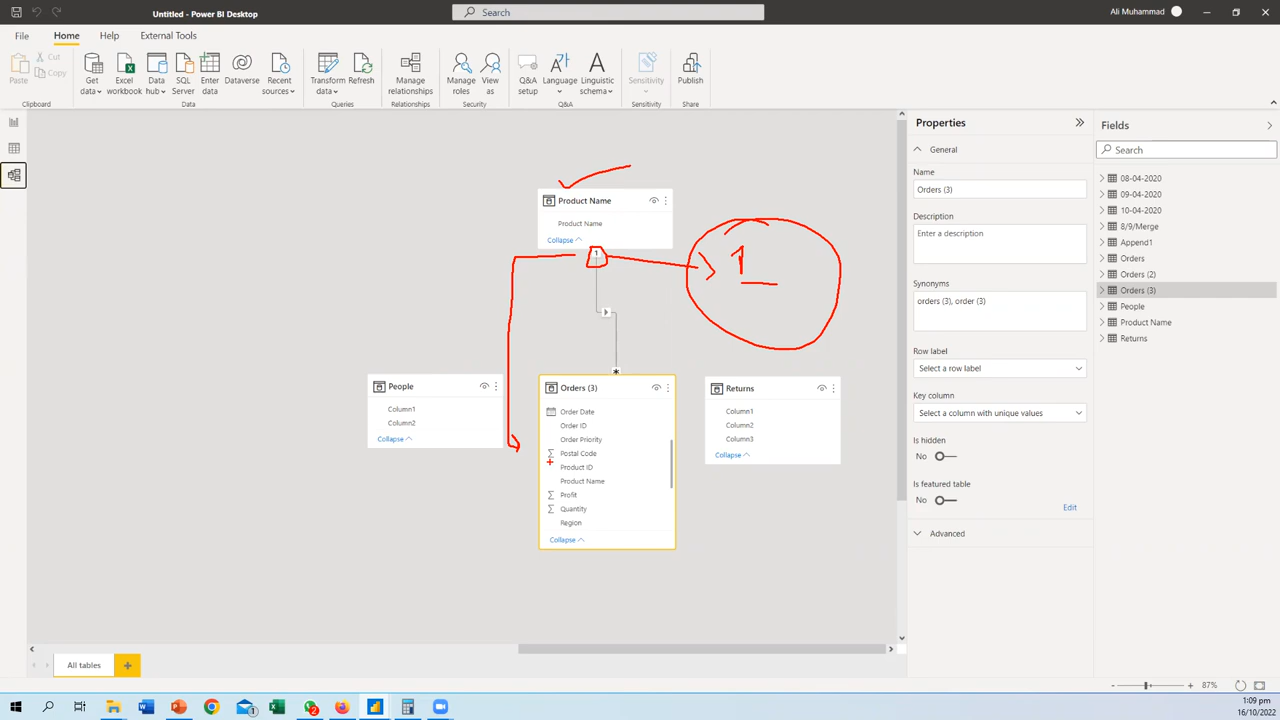 Untitled - Power BI Desktop
Search
Ali Muhammad
File
Home
Help
External Tools
Paste
Cut
Copy
Get data
Excel workbook
Data hub
SQL Server
Enter data
Dataverse
Recent sources
Transform data
Refresh
Manage relationships
Manage roles
View as
Q&A setup
Language
Linguistic schema
Sensitivity
Publish
Clipboard
Data
Queries
Relationships
Security
Q&A
Sensitivity
Share
Product Name
Product Name
Collapse
1
1
*
People
Column1
Column2
Collapse
Orders (3)
Order Date
Order ID
Order Priority
Postal Code
Product ID
Product Name
Profit
Quantity
Region
Collapse
Returns
Column1
Column2
Column3
Collapse
Properties
General
Name
Orders (3)
Description
Enter a description
Synonyms
orders (3), order (3)
Row label
Select a row label
Key column
Select a column with unique values
Is hidden
No
Is featured table
No
Edit
Advanced
Fields
Search
08-04-2020
09-04-2020
10-04-2020
8/9/Merge
Append1
Orders
Orders (2)
Orders (3)
People
Product Name
Returns
All tables
87%
1:09 pm
16/10/2022